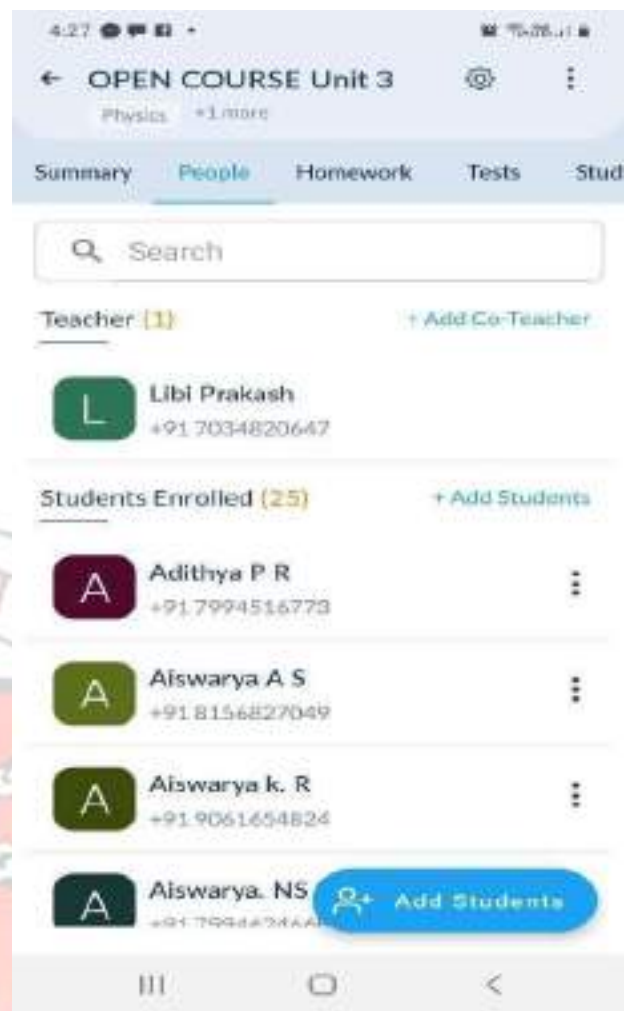 4:27
← OPEN COURSE Unit 3
Physics +1 more
Summary People Homework Tests Stud
Search
Teacher (1) + Add Co-Teacher
L Libi Prakash
+91 7034820647
Students Enrolled (25) + Add Students
A Adithya P R
+91 7994516773
A Aiswarya A S
+91 8156827049
A Aiswarya k. R
+91 9061654824
A Aiswarya. NS
Add Students